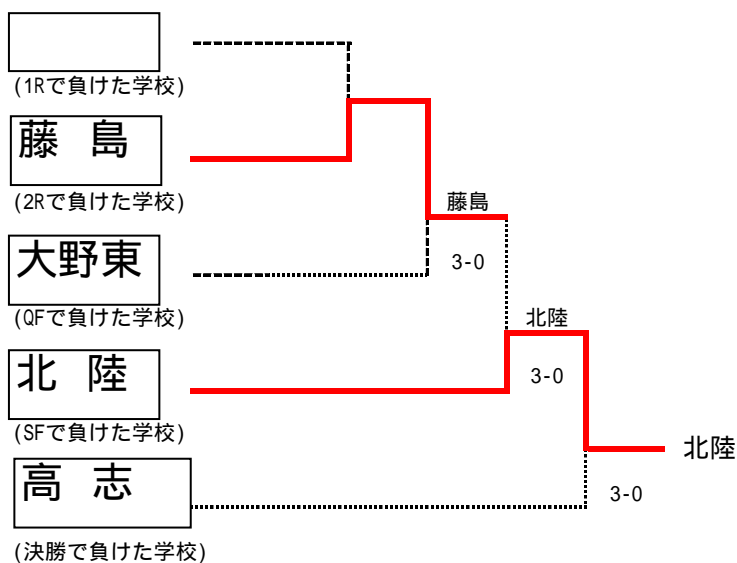 (1Rで負けた学校)
藤 島
(2Rで負けた学校)
藤島
大野東
3-0
(QFで負けた学校)
北陸
北 陸
3-0
(SFで負けた学校)
北陸
高 志
3-0
(決勝で負けた学校)